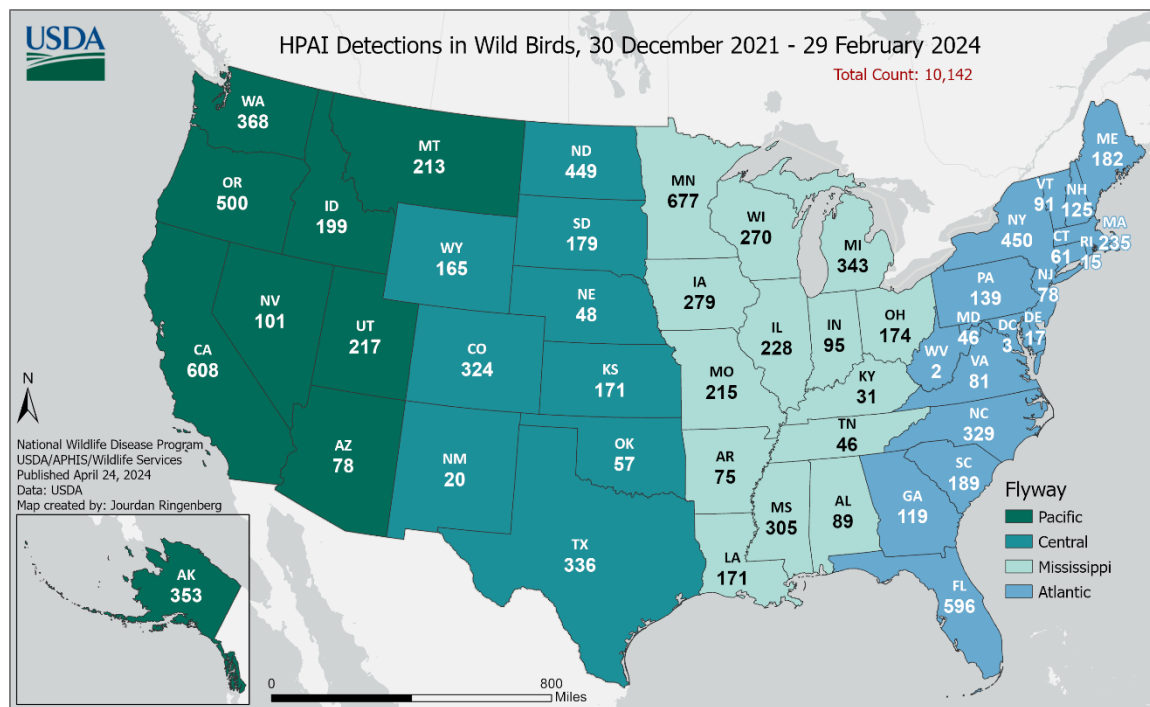 USDA
HPAI Detections in Wild Birds, 30 December 2021 - 29 February 2024
Total Count: 10,142
WA
368
OR
500
ID
199
MT
213
NV
101
CA
608
UT
217
AZ
78
WY
165
CO
324
NM
20
ND
449
SD
179
NE
48
KS
171
OK
57
TX
336
MN
677
WI
270
MI
343
IA
279
IL
228
IN
95
OH
174
MO
215
KY
31
TN
46
AR
75
MS
305
AL
89
LA
171
ME
182
VT
91
NH
125
NY
450
MA
235
CT
61
RI
15
PA
139
NJ
78
MD
46
DC
3
DE
17
WV
2
VA
81
NC
329
SC
189
GA
119
FL
596
N
National Wildlife Disease Program
USDA/APHIS/Wildlife Services
Published April 24, 2024
Data: USDA
Map created by: Jourdan Ringenberg
AK
353
Flyway
Pacific
Central
Mississippi
Atlantic
0
800
Miles